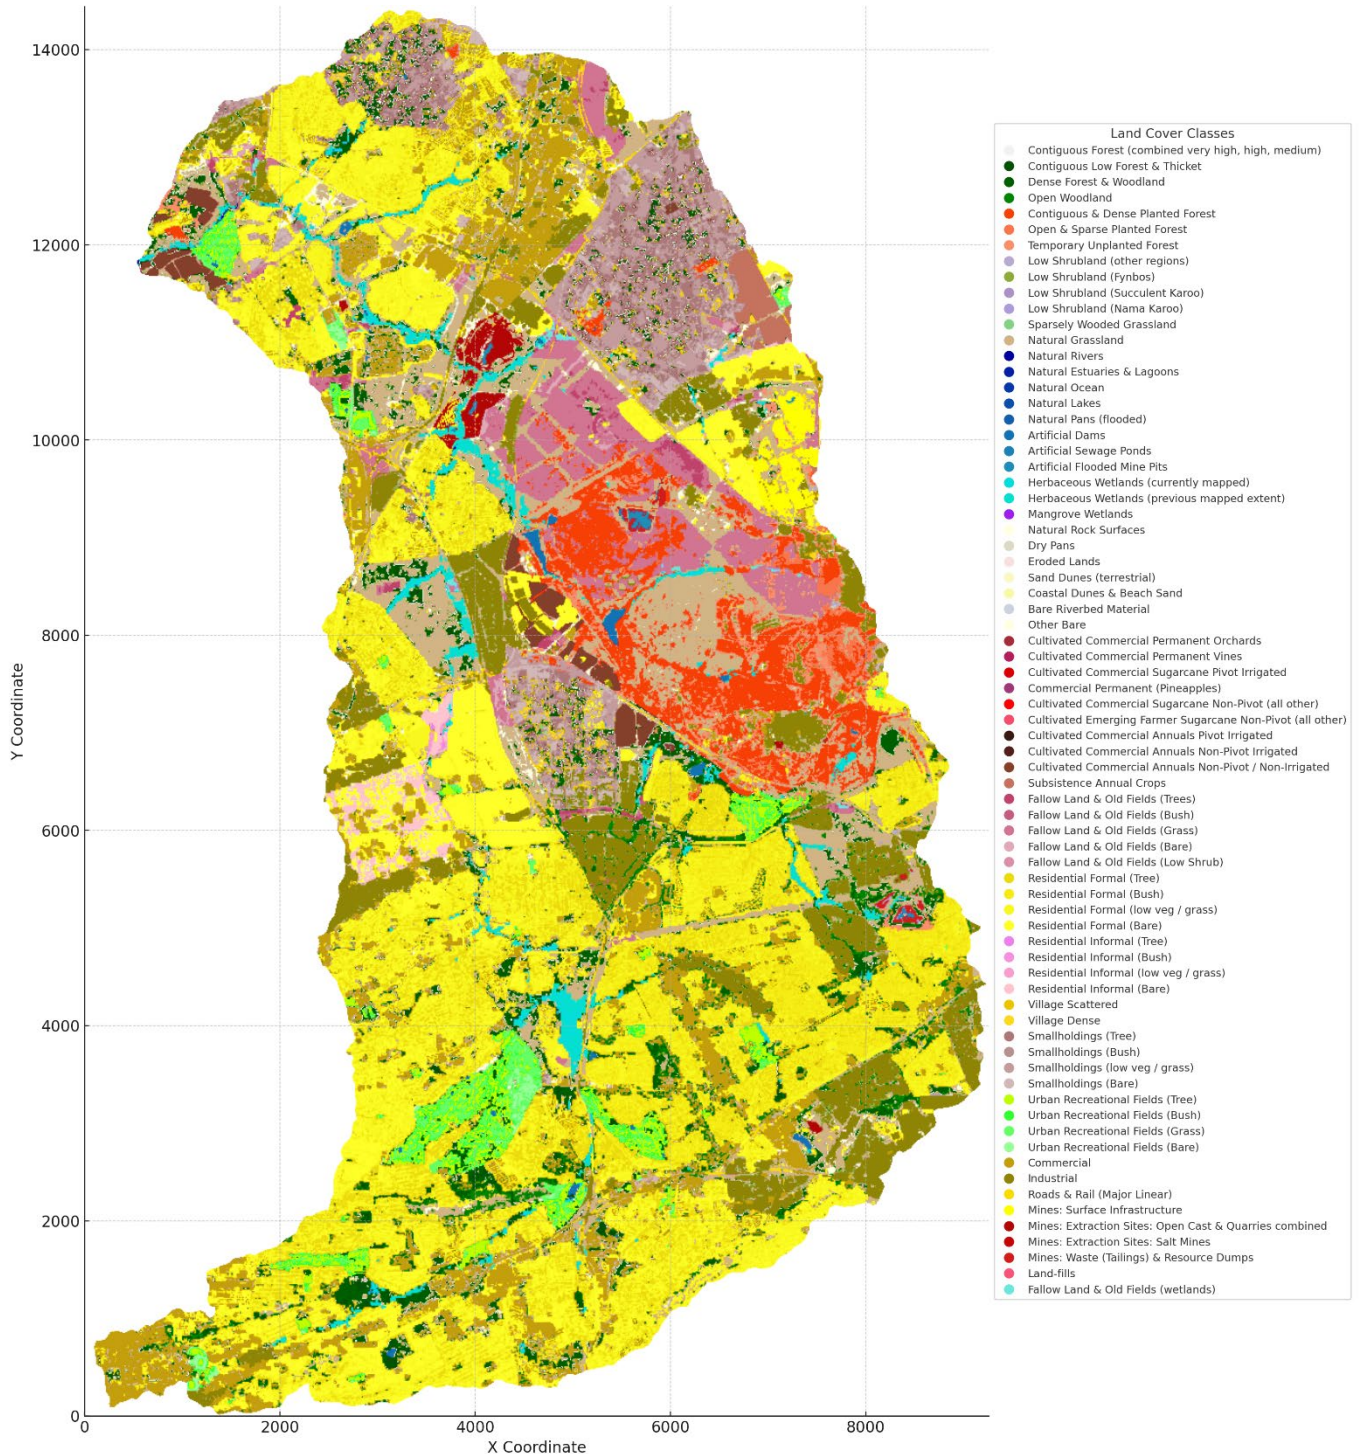 14000
12000
10000
8000
6000
4000
2000
0
Y Coordinate
0 2000 4000 6000 8000
X Coordinate
Land Cover Classes
Contiguous Forest (combined very high, high, medium)
Contiguous Low Forest & Thicket
Dense Forest & Woodland
Open Woodland
Contiguous & Dense Planted Forest
Open & Sparse Planted Forest
Temporary Unplanted Forest
Low Shrubland (other regions)
Low Shrubland (Fynbos)
Low Shrubland (Succulent Karoo)
Low Shrubland (Nama Karoo)
Sparsely Wooded Grassland
Natural Grassland
Natural Rivers
Natural Estuaries & Lagoons
Natural Ocean
Natural Lakes
Natural Pans (flooded)
Artificial Dams
Artificial Sewage Ponds
Artificial Flooded Mine Pits
Herbaceous Wetlands (currently mapped)
Herbaceous Wetlands (previous mapped extent)
Mangrove Wetlands
Natural Rock Surfaces
Dry Pans
Eroded Lands
Sand Dunes (terrestrial)
Coastal Dunes & Beach Sand
Bare Riverbed Material
Other Bare
Cultivated Commercial Permanent Orchards
Cultivated Commercial Permanent Vines
Cultivated Commercial Sugarcane Pivot Irrigated
Commercial Permanent (Pineapples)
Cultivated Commercial Sugarcane Non-Pivot (all other)
Cultivated Emerging Farmer Sugarcane Non-Pivot (all other)
Cultivated Commercial Annuals Pivot Irrigated
Cultivated Commercial Annuals Non-Pivot Irrigated
Cultivated Commercial Annuals Non-Pivot / Non-Irrigated
Subsistence Annual Crops
Fallow Land & Old Fields (Trees)
Fallow Land & Old Fields (Bush)
Fallow Land & Old Fields (Grass)
Fallow Land & Old Fields (Bare)
Fallow Land & Old Fields (Low Shrub)
Residential Formal (Tree)
Residential Formal (Bush)
Residential Formal (low veg / grass)
Residential Formal (Bare)
Residential Informal (Tree)
Residential Informal (Bush)
Residential Informal (low veg / grass)
Residential Informal (Bare)
Village Scattered
Village Dense
Smallholdings (Tree)
Smallholdings (Bush)
Smallholdings (low veg / grass)
Smallholdings (Bare)
Urban Recreational Fields (Tree)
Urban Recreational Fields (Bush)
Urban Recreational Fields (Grass)
Urban Recreational Fields (Bare)
Commercial
Industrial
Roads & Rail (Major Linear)
Mines: Surface Infrastructure
Mines: Extraction Sites: Open Cast & Quarries combined
Mines: Extraction Sites: Salt Mines
Mines: Waste (Tailings) & Resource Dumps
Land-fills
Fallow Land & Old Fields (wetlands)